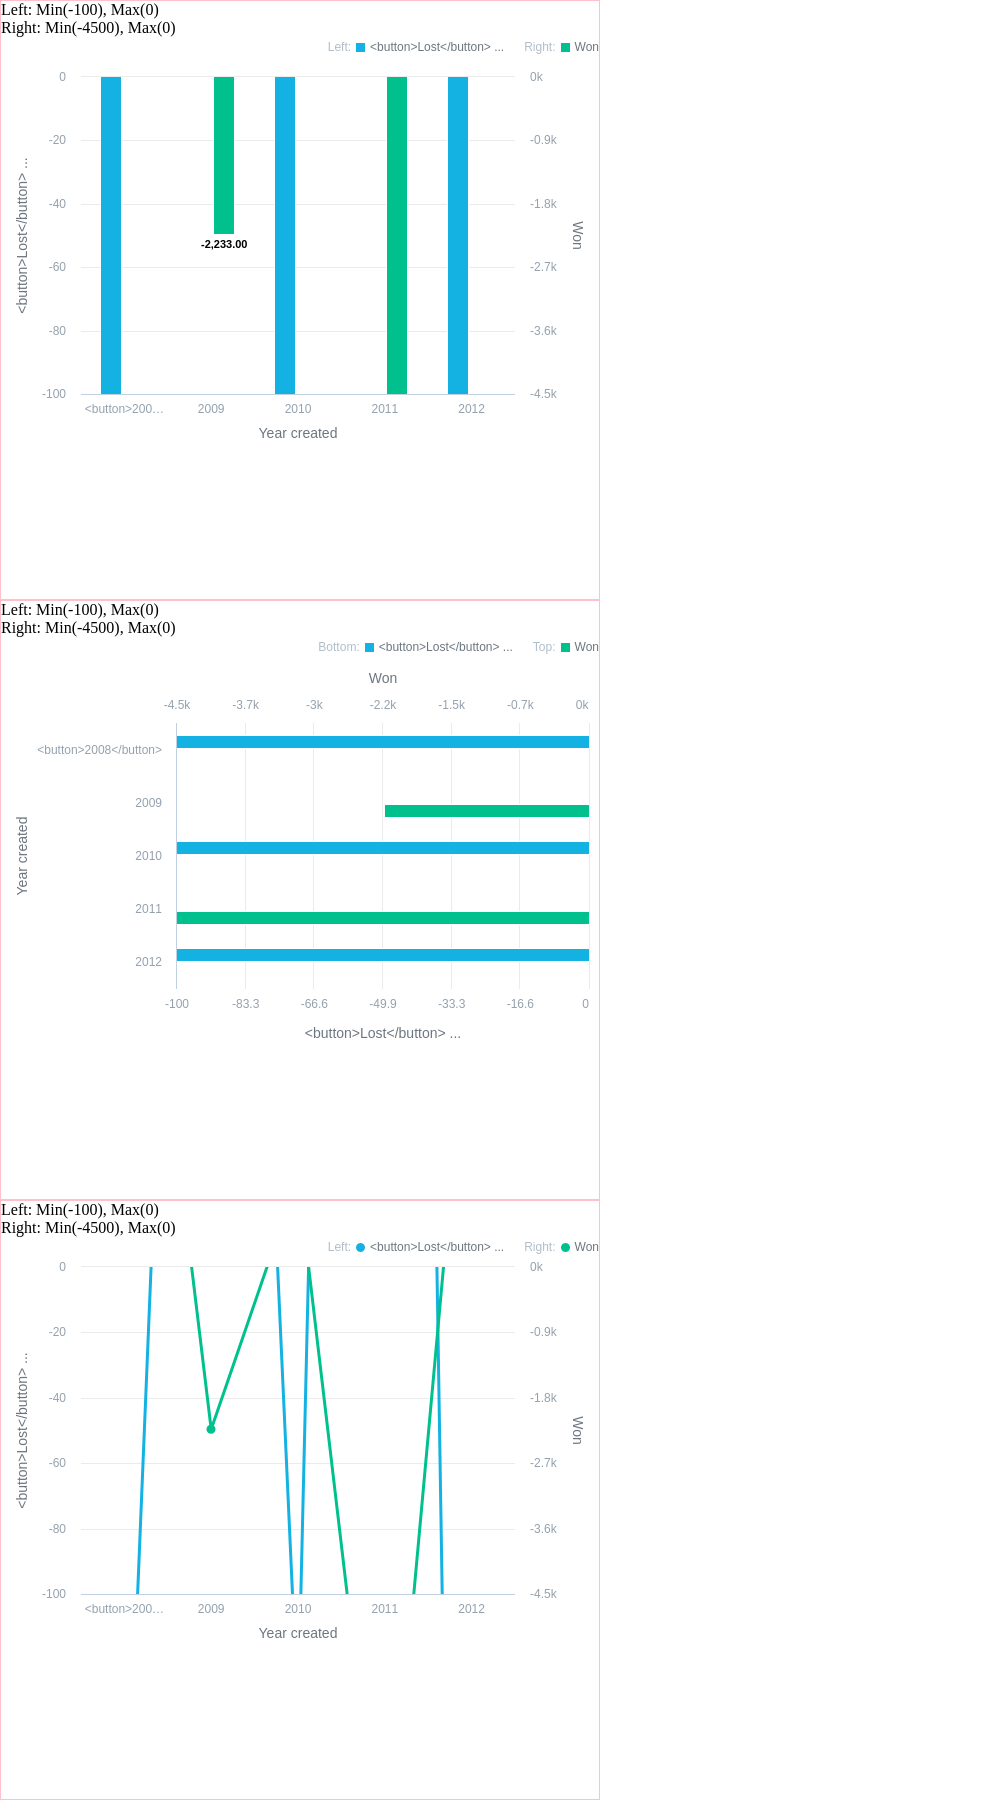 Left: Min(-100), Max(0)
Right: Min(-4500), Max(0)
Left: <button>Lost</button> ... Right: Won
0 0k
-20 -0.9k
-40 -1.8k
<button>Lost</button> ... Won
-2,233.00
-60 -2.7k
-80 -3.6k
-100 -4.5k
<button>200… 2009 2010 2011 2012
Year created
Left: Min(-100), Max(0)
Right: Min(-4500), Max(0)
Bottom: <button>Lost</button> ... Top: Won
Won
-4.5k -3.7k -3k -2.2k -1.5k -0.7k 0k
<button>2008</button>
2009
Year created
2010
2011
2012
-100 -83.3 -66.6 -49.9 -33.3 -16.6 0
<button>Lost</button> ...
Left: Min(-100), Max(0)
Right: Min(-4500), Max(0)
Left: <button>Lost</button> ... Right: Won
0 0k
-20 -0.9k
-40 -1.8k
<button>Lost</button> ... Won
-60 -2.7k
-80 -3.6k
-100 -4.5k
<button>200… 2009 2010 2011 2012
Year created